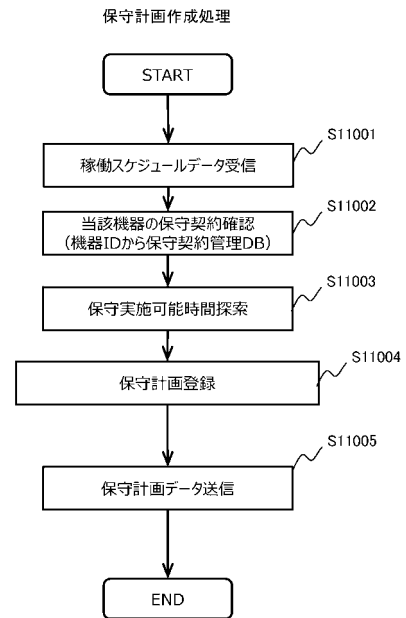 保守計画作成処理
START
S11001
稼働スケジュールデータ受信
S11002
当該機器の保守契約確認
（機器IDから保守契約管理DB）
S11003
保守実施可能時間探索
S11004
保守計画登録
S11005
保守計画データ送信
END